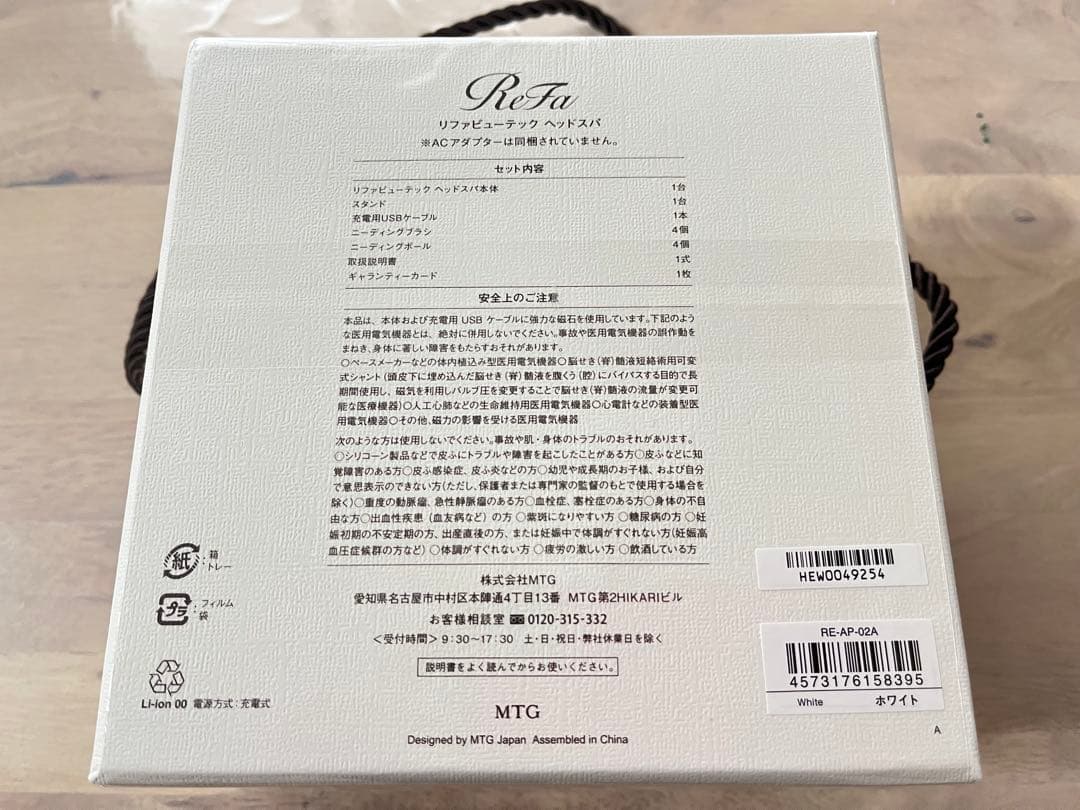 ReFa
リファビューテック ヘッドスパ
※ACアダプターは同梱されていません。
セット内容
リファビューテック ヘッドスパ本体 1台
スタンド 1台
充電用USBケーブル 1本
ニーディングブラシ 4個
ニーディングボール 4個
取扱説明書 1式
ギャランティーカード 1枚
安全上のご注意
本品は、本体および充電用 USB ケーブルに強力な磁石を使用しています。下記のよう
な医用電気機器とは、絶対に併用しないでください。事故や医用電気機器の誤作動を
まねき、身体に著しい障害をもたらすおそれがあります。
○ペースメーカーなどの体内植込み型医用電気機器○脳せき(脊)髄液短絡術用可変
式シャント(頭皮下に埋め込んだ脳せき(脊)髄液を腹くう(腔)にバイパスする目的で長
期間使用し、磁気を利用しバルブ圧を変更することで脳せき(脊)髄液の流量が変更可
能な医療機器)○人工心肺などの生命維持用医用電気機器○心電計などの装着型医
用電気機器○その他、磁力の影響を受ける医用電気機器
次のような方は使用しないでください。事故や肌・身体のトラブルのおそれがあります。
○シリコーン製品などで皮ふにトラブルや障害を起こしたことがある方○皮ふなどに知
覚障害のある方○皮ふ感染症、皮ふ炎などの方○幼児や成長期のお子様、および自分
で意思表示のできない方(ただし、保護者または専門家の監督のもとで使用する場合を
除く)○重度の動脈瘤、急性静脈瘤のある方○血栓症、塞栓症のある方○身体の不自
由な方○出血性疾患(血友病など)の方○紫斑になりやすい方○糖尿病の方○妊
娠初期の不安定期の方、出産直後の方、または妊娠中で体調がすぐれない方(妊娠高
血圧症候群の方など)○体調がすぐれない方○疲労の激しい方○飲酒している方
株式会社MTG
愛知県名古屋市中村区本陣通4丁目13番 MTG第2HIKARIビル
お客様相談室 0120-315-332
<受付時間>9:30~17:30 土・日・祝日・弊社休業日を除く
説明書をよく読んでからお使いください。
MTG
Designed by MTG Japan Assembled in China
紙 : 箱
・トレー
プラ : フィルム
・袋
Li-ion 00 電源方式:充電式
HEW0049254
RE-AP-02A
4573176158395
White ホワイト
A